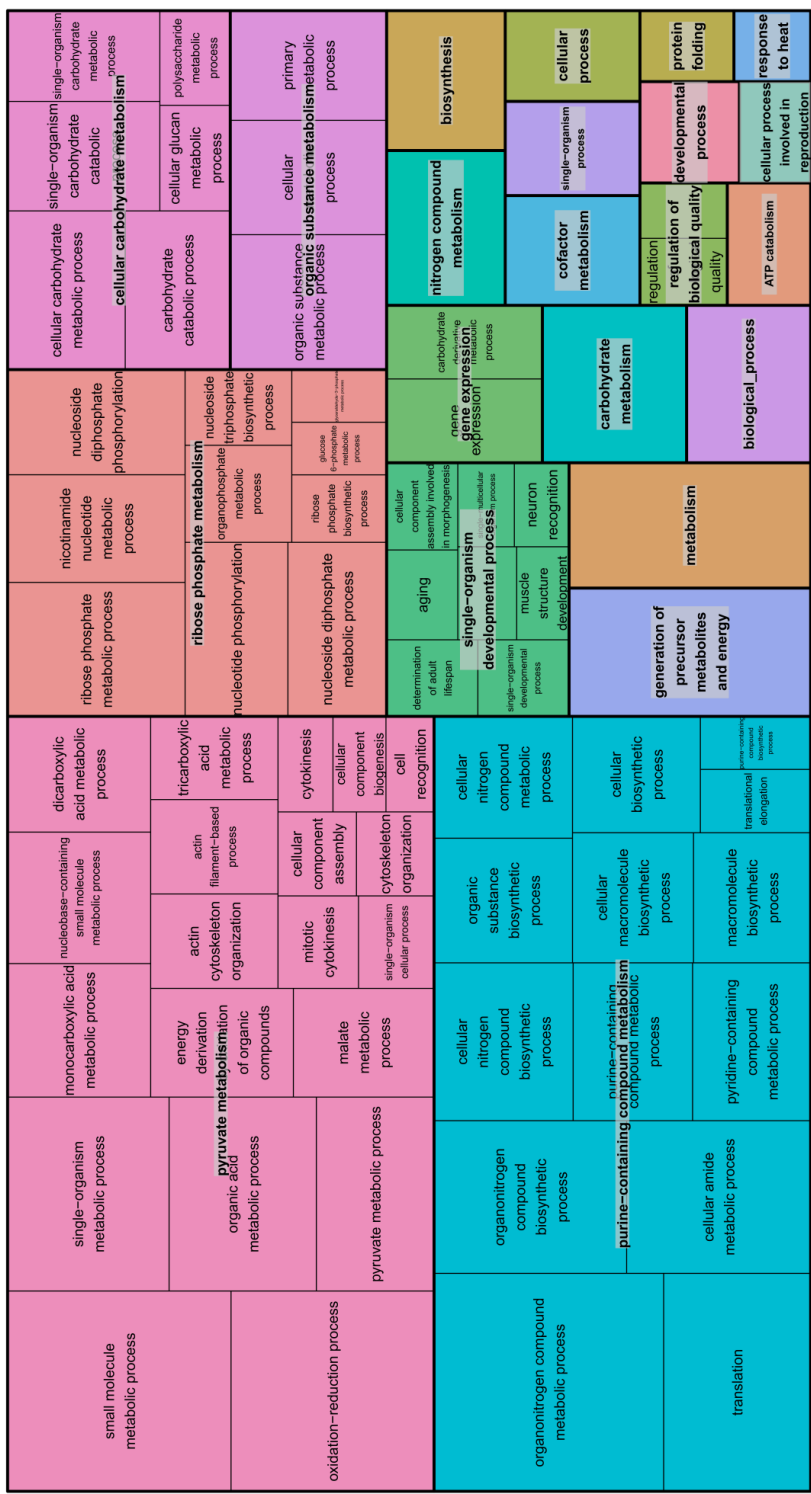 small molecule
metabolic process
oxidation−reduction process
single−organism
metabolic process
organic acid
metabolic process
pyruvate metabolic process
monocarboxylic acid
metabolic process
energy
derivation
of organic
compounds
malate
metabolic
process
nucleobase−containing
small molecule
metabolic process
dicarboxylic
acid metabolic
process
actin
cytoskeleton
organization
actin
filament−based
process
tricarboxylic
acid
metabolic
process
mitotic
cytokinesis
single−organism
cellular process
cellular
component
assembly
cytoskeleton
organization
cytokinesis
cellular
component
biogenesis
cell
recognition
pyruvate metabolism
ribose phosphate
metabolic process
nicotinamide
nucleotide
metabolic
process
nucleoside
diphosphate
phosphorylation
nucleotide phosphorylation
nucleoside diphosphate
metabolic process
organophosphate
metabolic
process
nucleoside
triphosphate
biosynthetic
process
ribose
phosphate
biosynthetic
process
glucose
6−phosphate
metabolic
process
metabolic process
ribose phosphate metabolism
cellular carbohydrate
metabolic process
carbohydrate
catabolic process
single−organism
carbohydrate
catabolic
single−organism
carbohydrate
metabolic
process
cellular glucan
metabolic
process
polysaccharide
metabolic
process
cellular carbohydrate metabolism
organic substance
metabolic process
cellular
process
primary
metabolic
process
organic substance metabolism
organonitrogen compound
metabolic process
translation
organonitrogen
compound
biosynthetic
process
cellular amide
metabolic process
cellular
nitrogen
compound
biosynthetic
process
purine−containing
compound metabolic
process
pyridine−containing
compound
metabolic process
organic
substance
biosynthetic
process
cellular
macromolecule
biosynthetic
process
macromolecule
biosynthetic
process
cellular
nitrogen
compound
metabolic
process
cellular
biosynthetic
process
translational
elongation
purine−containing
compound
biosynthetic
process
purine−containing compound metabolism
determination
of adult
lifespan
aging
cellular
component
assembly involved
in morphogenesis
single−organism
developmental
process
muscle
structure
development
neuron
recognition
single−organism
developmental process
gene
expression
carbohydrate
derivative
metabolic
process
gene expression
generation of
precursor
metabolites
and energy
metabolism
carbohydrate
metabolism
biological_process
nitrogen compound
metabolism
biosynthesis
cofactor
metabolism
single−organism
process
cellular
process
regulation
quality
regulation of
biological quality
ATP catabolism
developmental
process
cellular process
involved in
reproduction
protein
folding
response
to heat